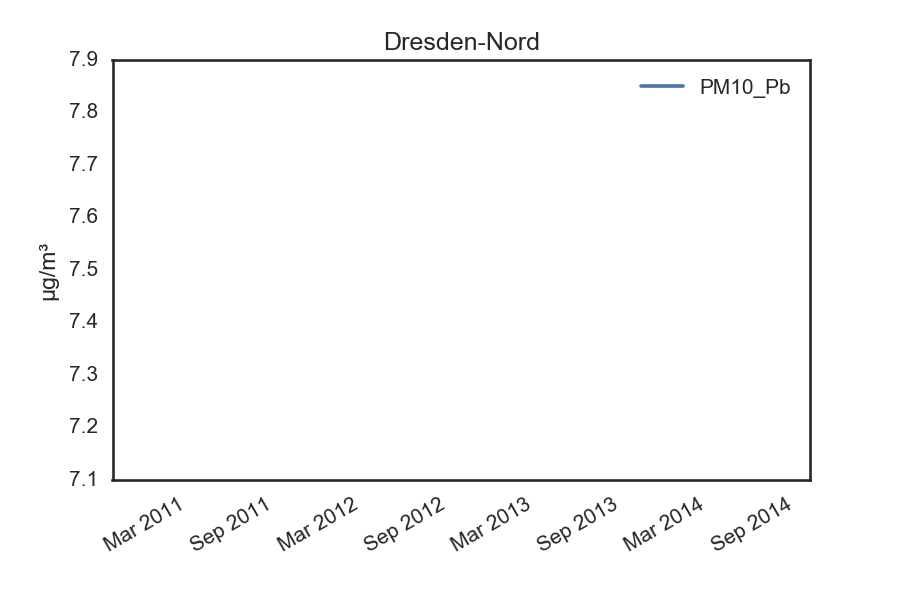 Dresden-Nord
7.9
7.8
7.7
7.6
7.5
7.4
7.3
7.2
7.1
µg/m³
PM10_Pb
Mar 2011
Sep 2011
Mar 2012
Sep 2012
Mar 2013
Sep 2013
Mar 2014
Sep 2014